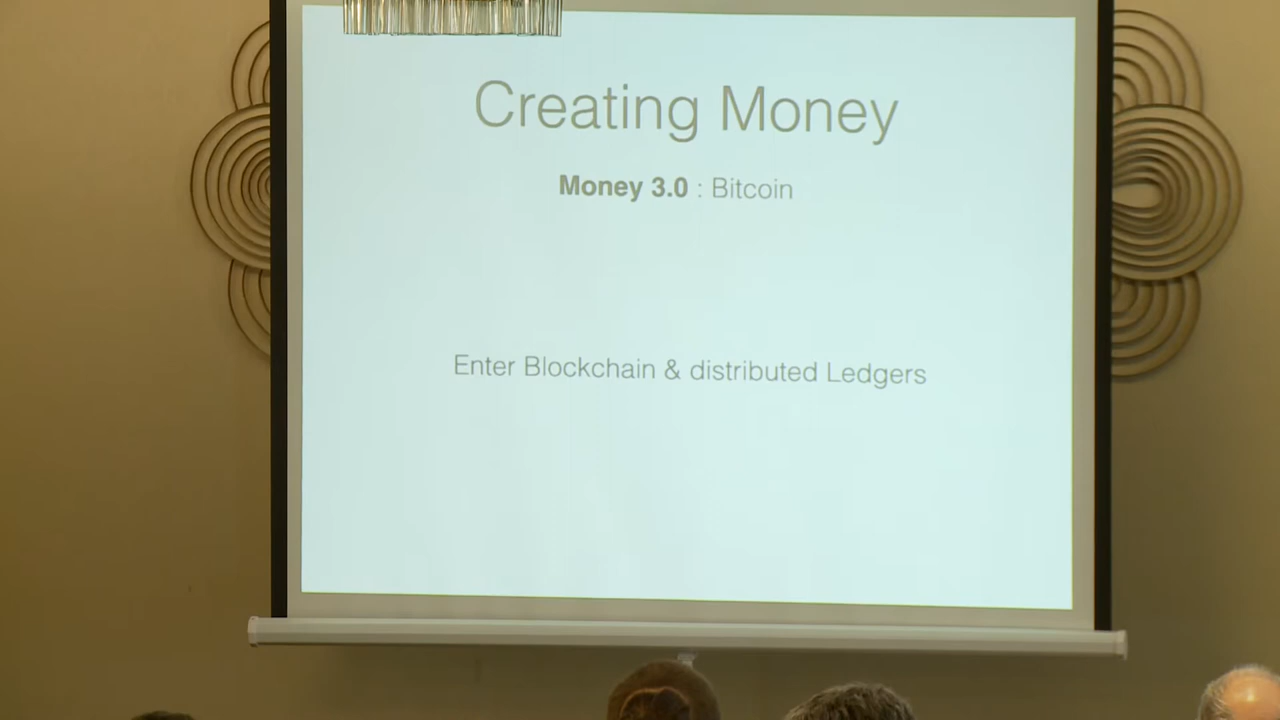 Creating Money
Money 3.0 : Bitcoin
Enter Blockchain & distributed Ledgers